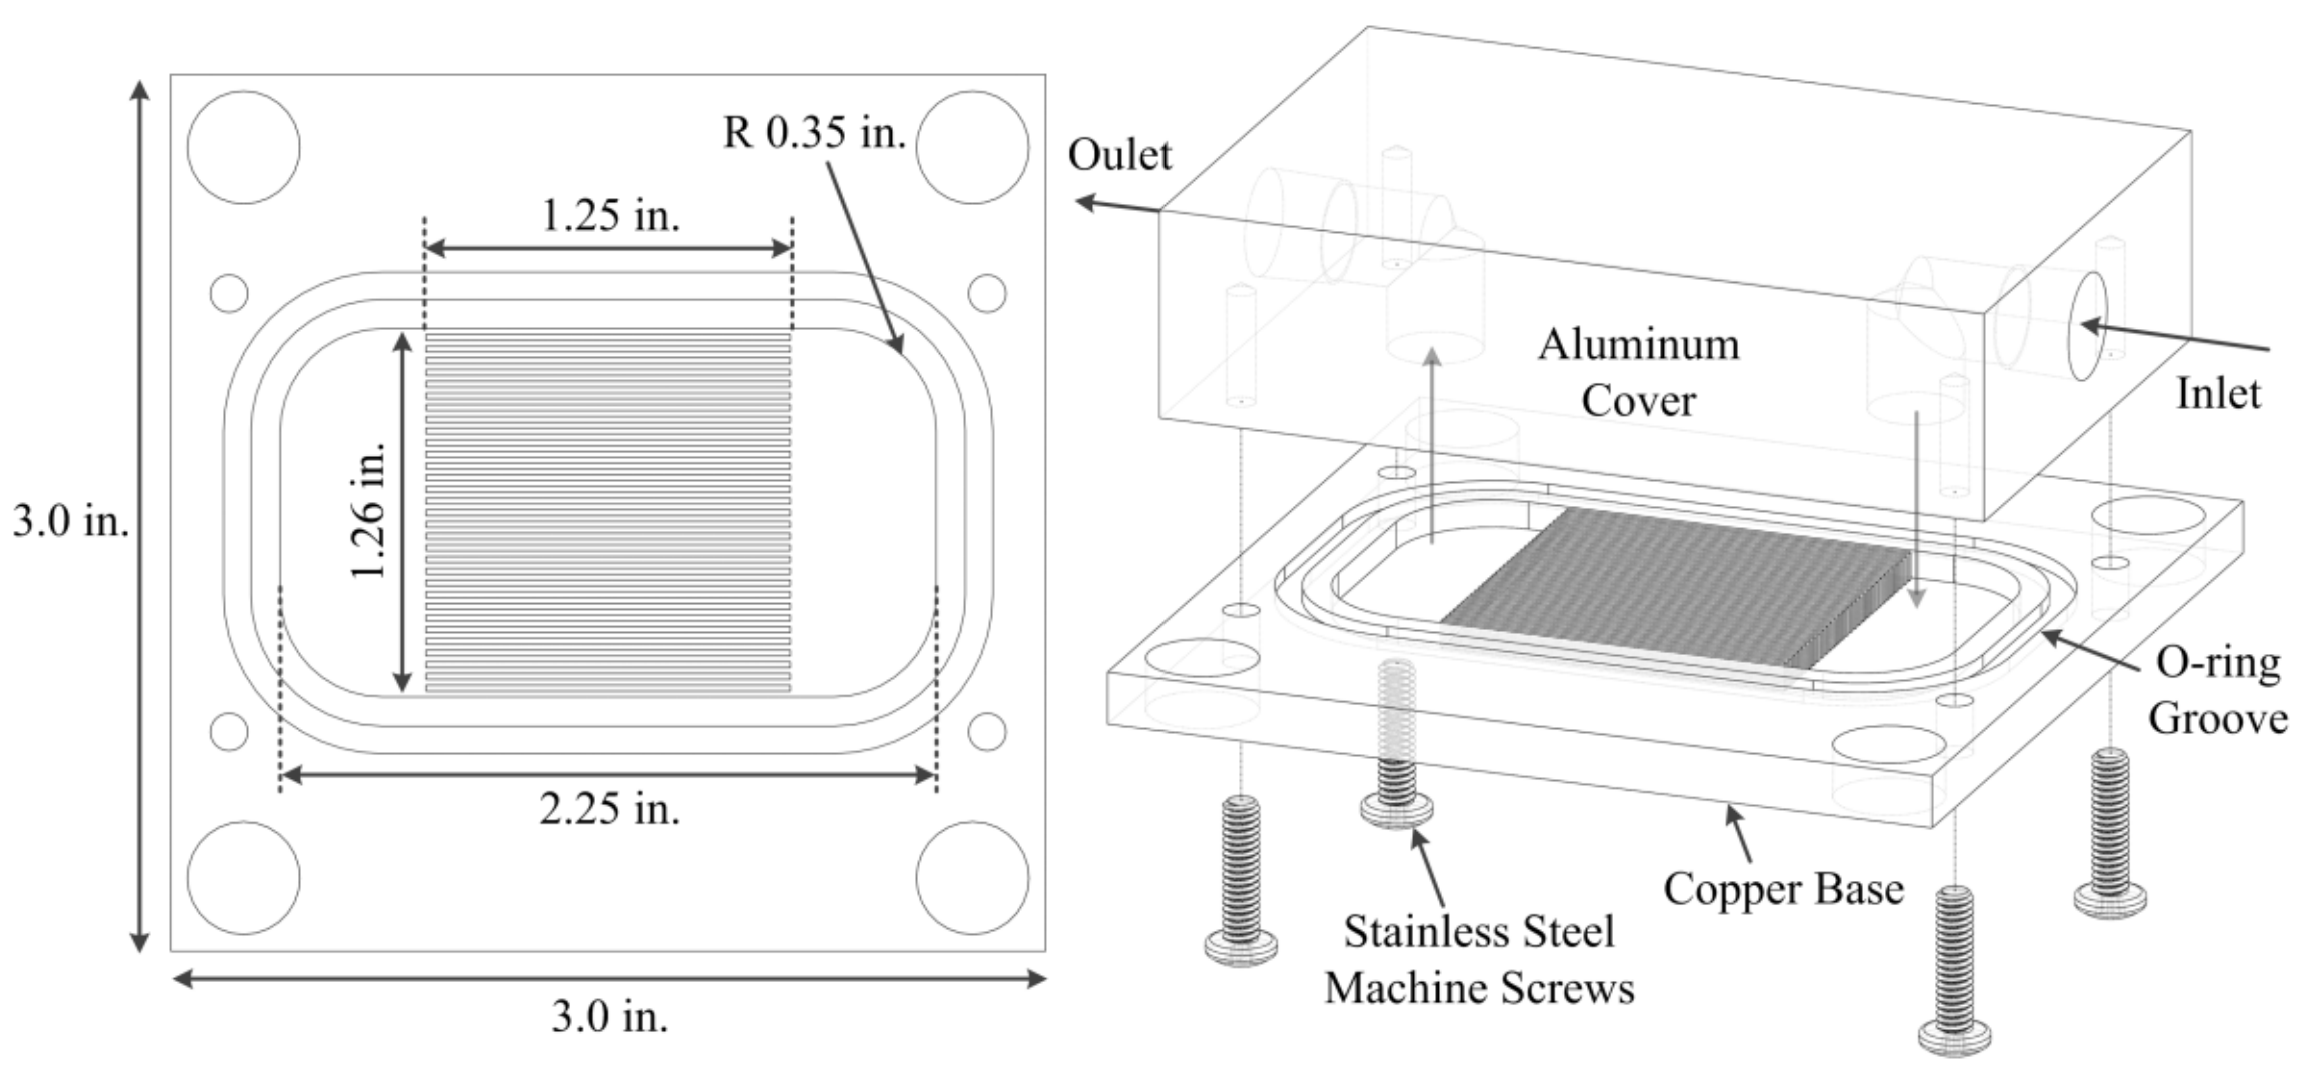 R 0.35 in.
1.25 in.
1.26 in.
3.0 in.
2.25 in.
3.0 in.
Oulet
Aluminum
Cover
Inlet
O-ring
Groove
Copper Base
Stainless Steel
Machine Screws